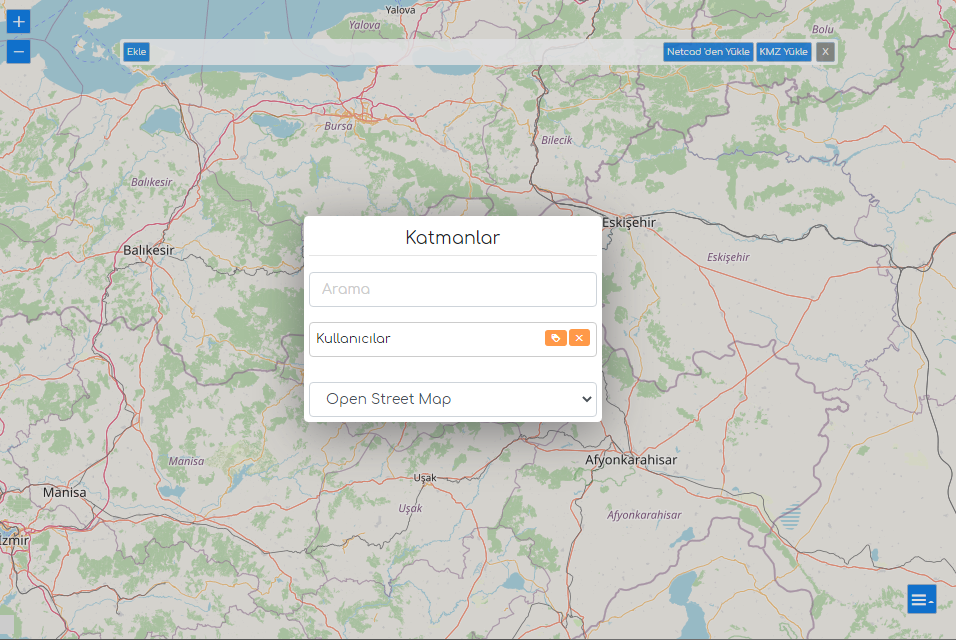 Yalova
Yalova
+
−
Bolu
Ekle
Netcad 'den Yükle
KMZ Yükle
X
Bursa
Bilecik
Balıkesir
Eskişehir
Balıkesir
Eskişehir
Katmanlar
Arama
Kullanıcılar
Open Street Map
Manisa
Afyonkarahisar
Uşak
Manisa
Uşak
Afyonkarahisar
İzmir